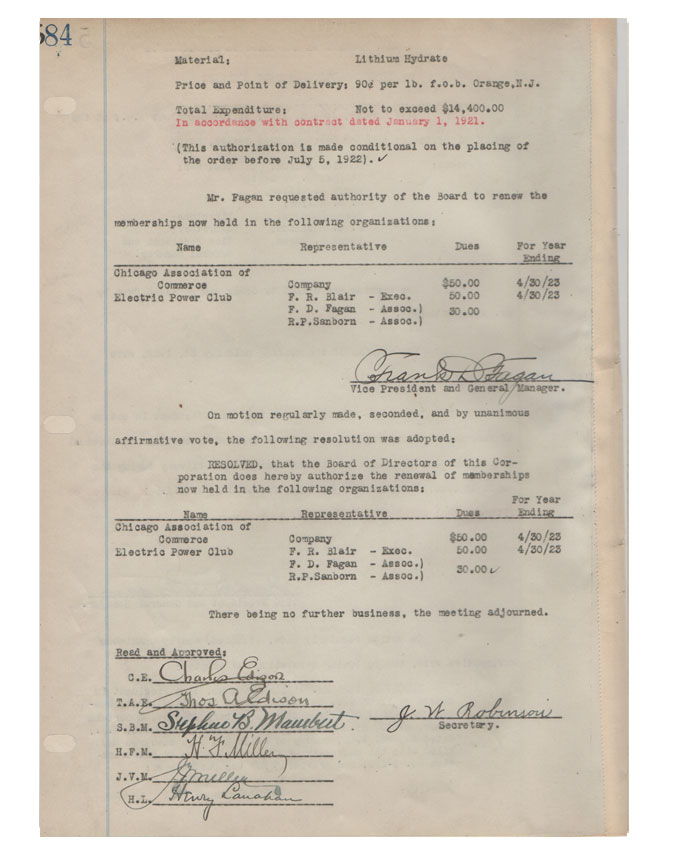 584
Material; Lithium Hydrate
Price and Point of Delivery; 90¢ per lb. f.o.b. Orange,N.J.
Total Expenditure; Not to exceed $14,400.00
In accordance with contract dated January 1, 1921.
(This authorization is made conditional on the placing of
the order before July 5, 1922). ✓
Mr. Fagan requested authority of the Board to renew the
memberships now held in the following organizations;
Name Representative Dues For Year
Ending
Chicago Association of
Commerce Company $50.00 4/30/23
Electric Power Club F. R. Blair - Exec. 50.00 4/30/23
F. D. Fagan - Assoc.) 30.00
R.P.Sanborn - Assoc.)
Frank D Fagan
Vice President and General Manager.
On motion regularly made, seconded, and by unanimous
affirmative vote, the following resolution was adopted;
RESOLVED, that the Board of Directors of this Cor-
poration does hereby authorize the renewal of memberships
now held in the following organizations;
For Year
Name Representative Dues Ending
Chicago Association of
Commerce Company $50.00 4/30/23
Electric Power Club F. R. Blair - Exec. 50.00 4/30/23
F. D. Fagan - Assoc.) 30.00 ✓
R.P.Sanborn - Assoc.)
There being no further business, the meeting adjourned.
Read and Approved;
C.E. Charles Edison
T.A.E. Thos A Edison
S.B.M. Stephen B. Mambert.
J. W. Robinson
Secretary.
H.F.M. H F Miller
J.V.M. Miller
H.L. Henry Lanahan